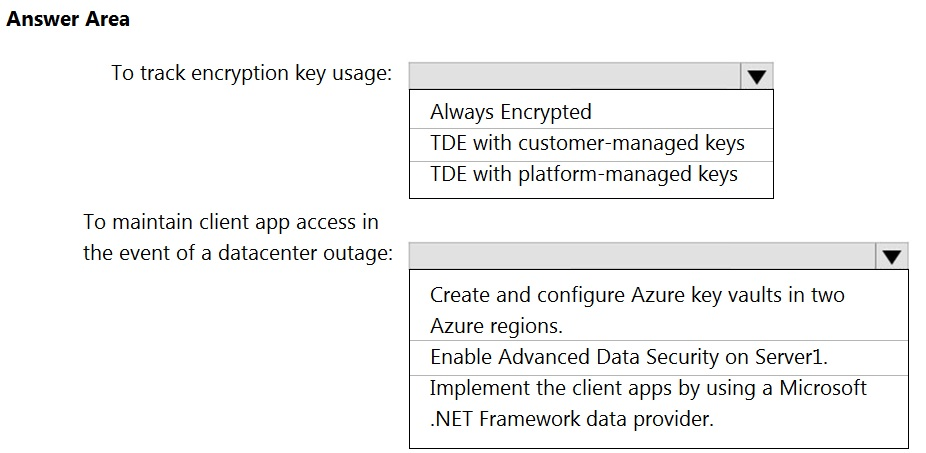 Answer Area
To track encryption key usage:
Always Encrypted
TDE with customer-managed keys
TDE with platform-managed keys
To maintain client app access in
the event of a datacenter outage:
Create and configure Azure key vaults in two
Azure regions.
Enable Advanced Data Security on Server1.
Implement the client apps by using a Microsoft
.NET Framework data provider.